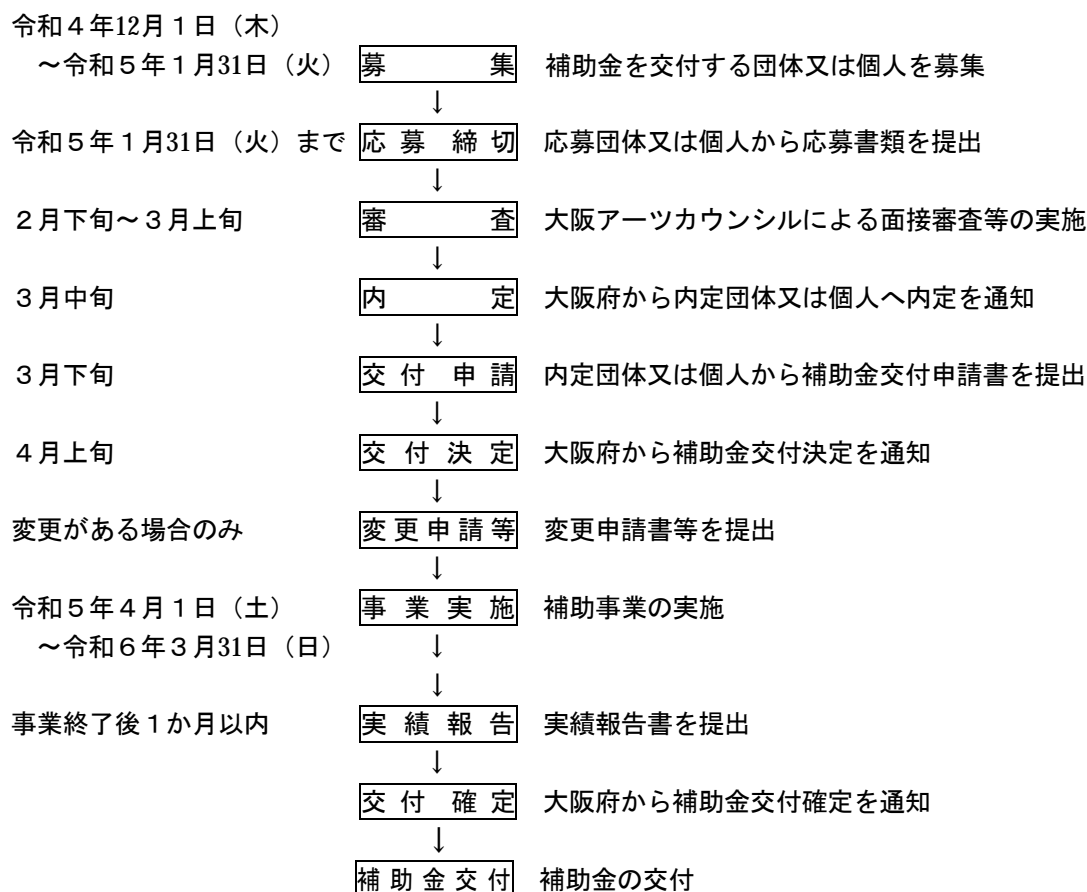 令和４年12月１日（木）
～令和５年１月31日（火） 募集 補助金を交付する団体又は個人を募集
↓
令和５年１月31日（火）まで 応募締切 応募団体又は個人から応募書類を提出
↓
２月下旬～３月上旬 審査 大阪アーツカウンシルによる面接審査等の実施
↓
３月中旬 内定 大阪府から内定団体又は個人へ内定を通知
↓
３月下旬 交付申請 内定団体又は個人から補助金交付申請書を提出
↓
４月上旬 交付決定 大阪府から補助金交付決定を通知
↓
変更がある場合のみ 変更申請等 変更申請書等を提出
↓
令和５年４月１日（土） 事業実施 補助事業の実施
～令和６年３月31日（日） ↓
↓
事業終了後１か月以内 実績報告 実績報告書を提出
↓
交付確定 大阪府から補助金交付確定を通知
↓
補助金交付 補助金の交付